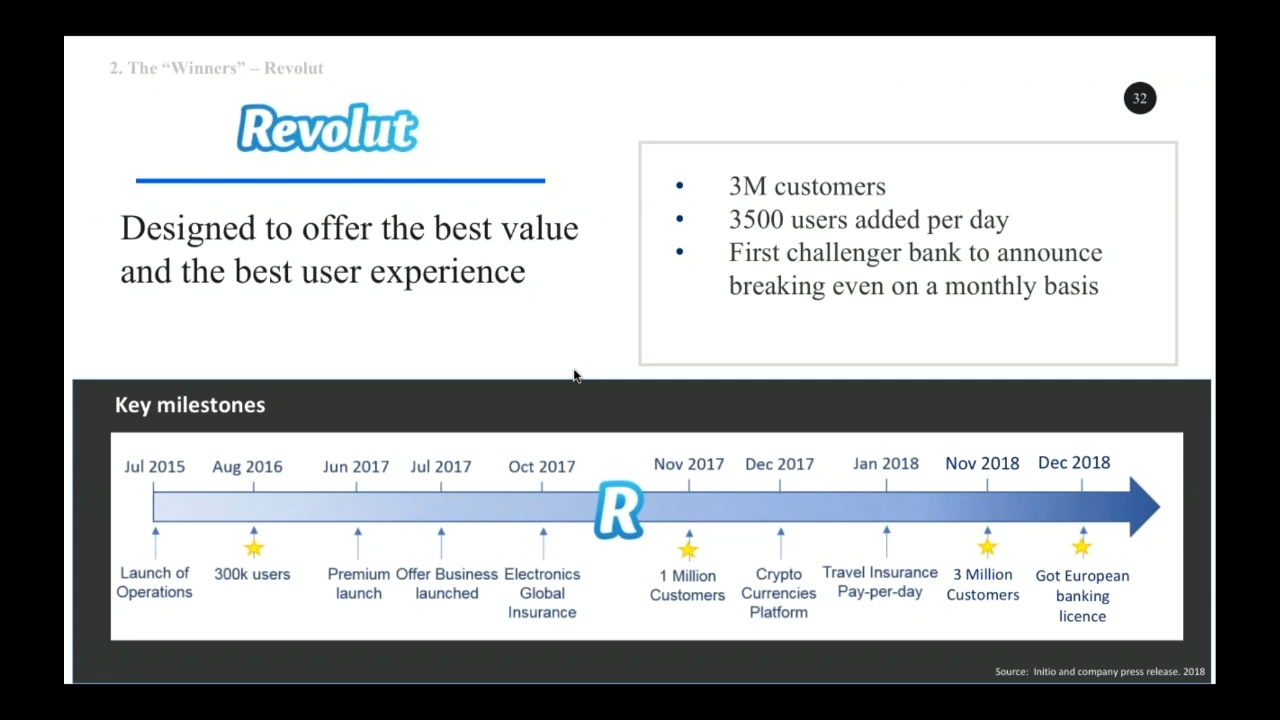 2. The “Winners” – Revolut
32
Revolut
Designed to offer the best value
and the best user experience
• 3M customers
• 3500 users added per day
• First challenger bank to announce
breaking even on a monthly basis
Key milestones
Jul 2015 Aug 2016 Jun 2017 Jul 2017 Oct 2017 Nov 2017 Dec 2017 Jan 2018 Nov 2018 Dec 2018
R
Launch of
Operations
300k users
Premium
launch
Offer Business
launched
Electronics
Global
Insurance
1 Million
Customers
Crypto
Currencies
Platform
Travel Insurance
Pay-per-day
3 Million
Customers
Got European
banking
licence
Source: Initio and company press release. 2018